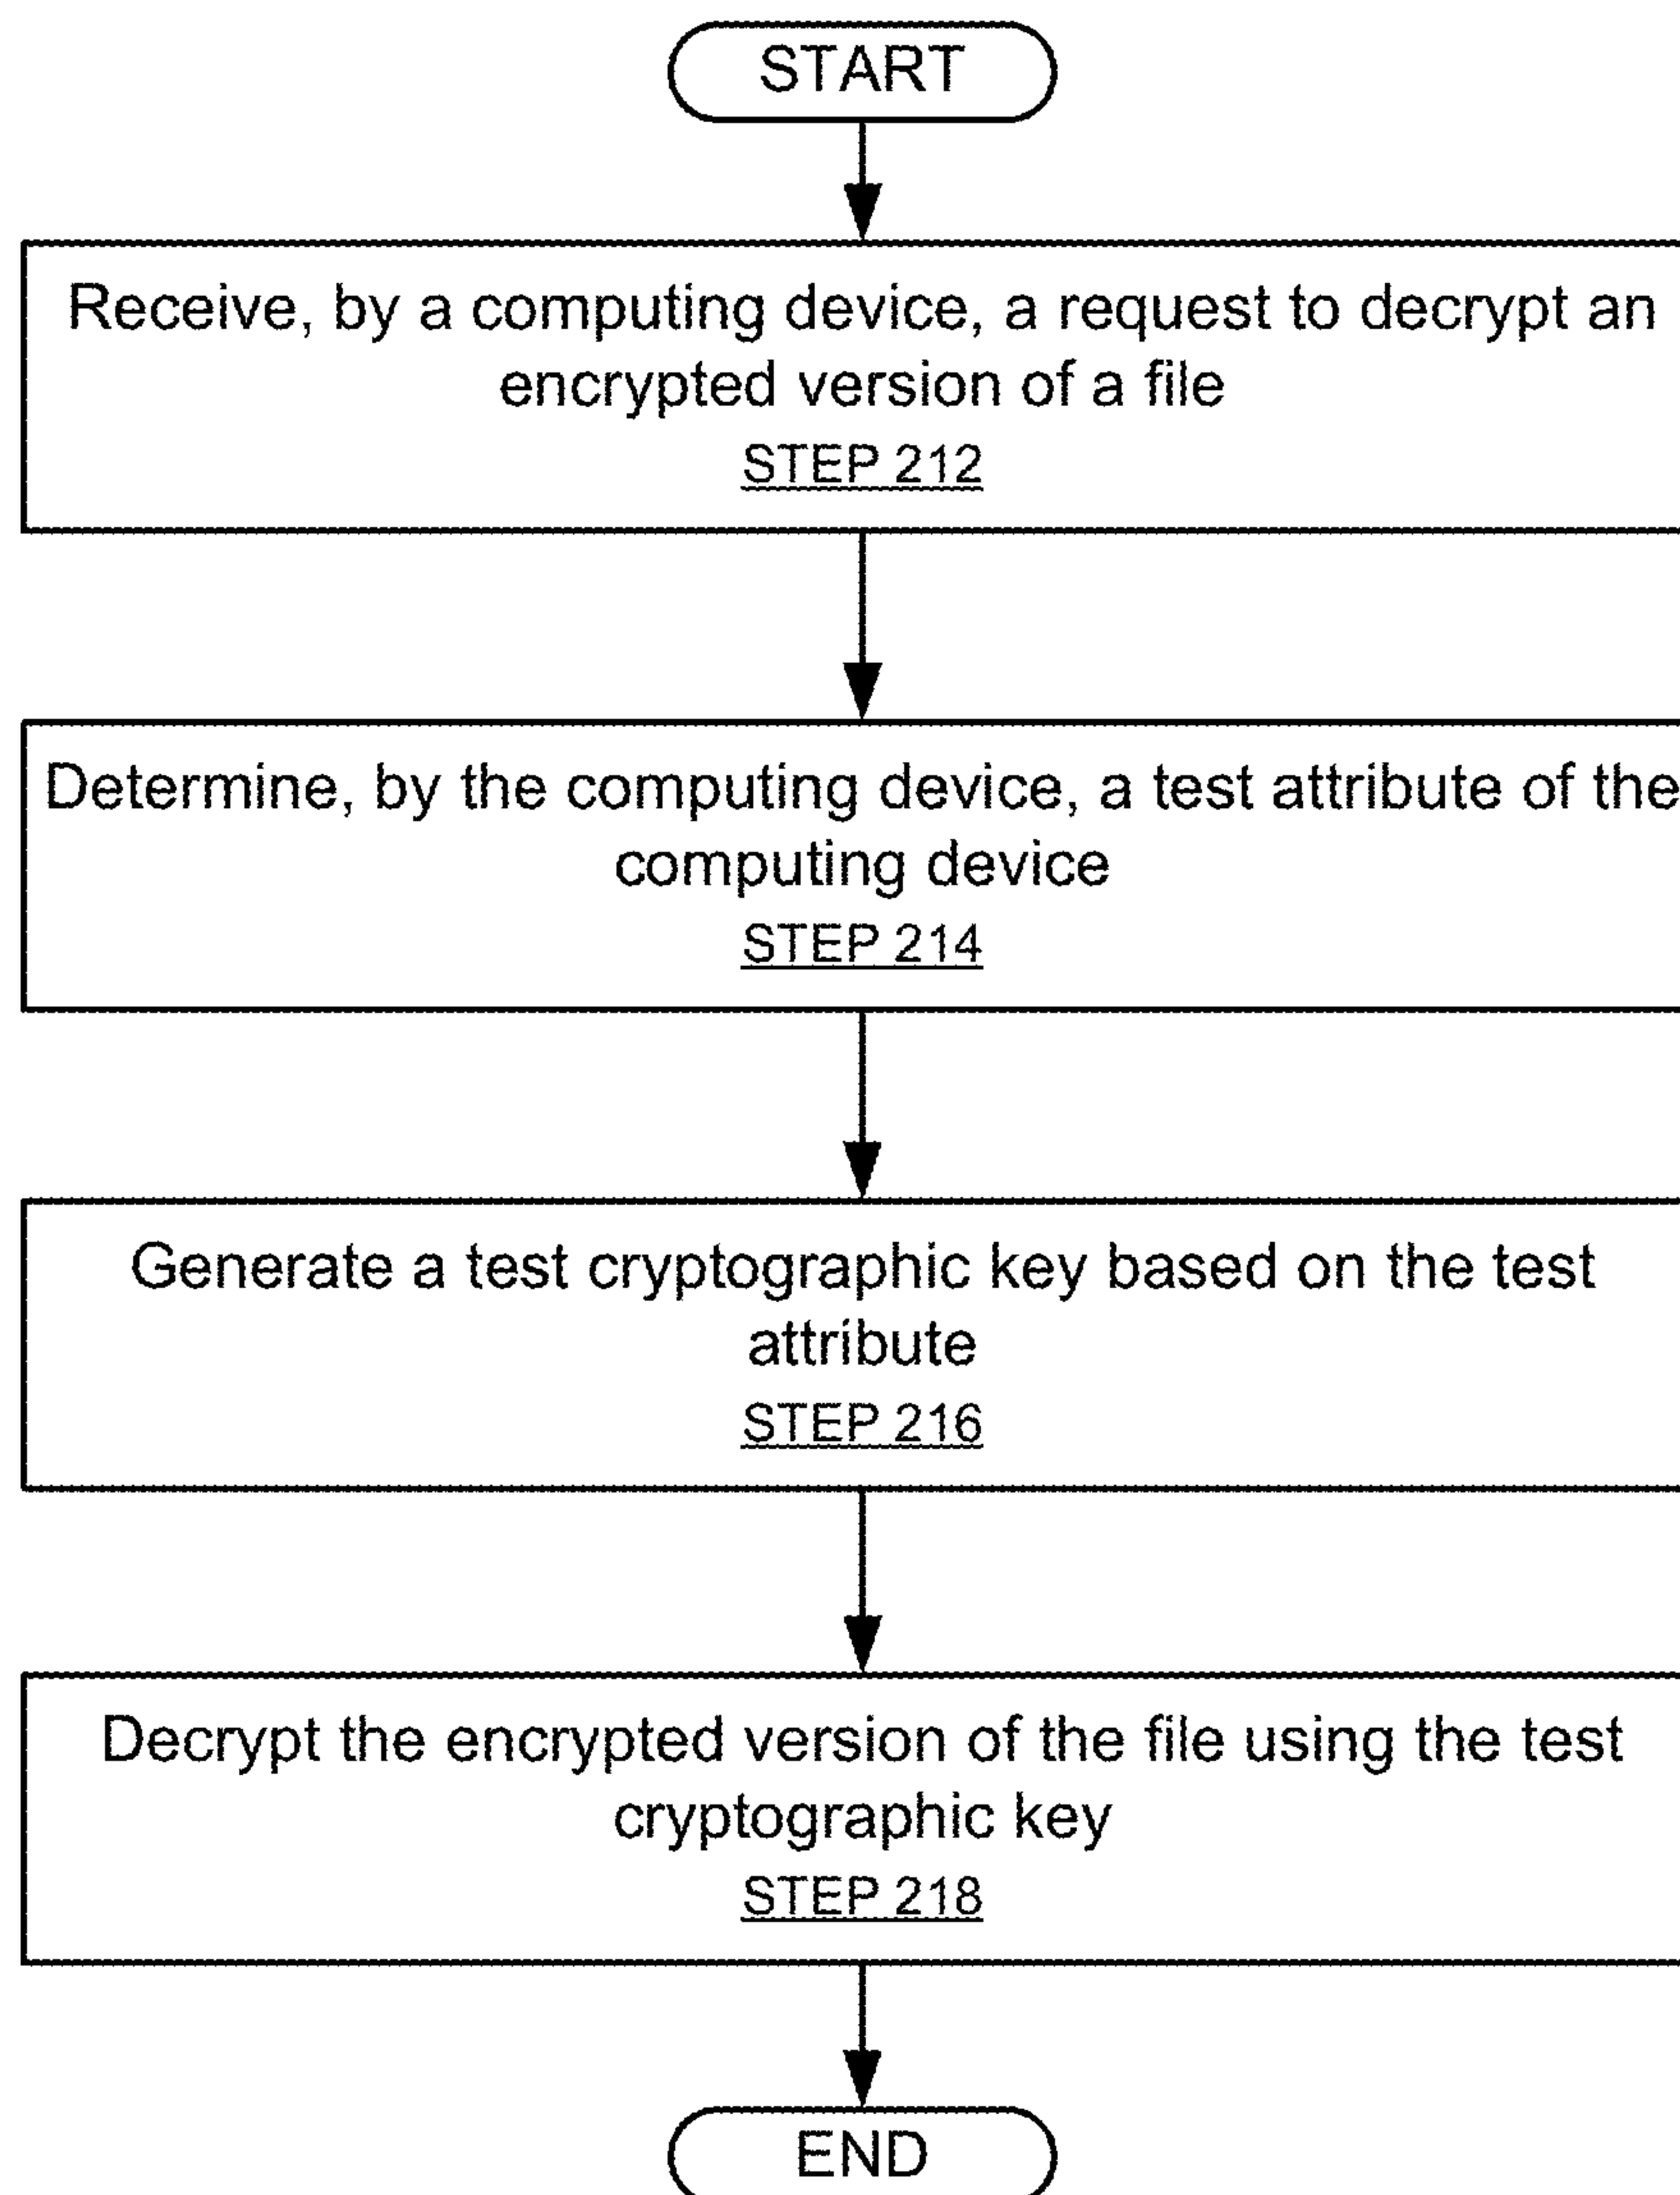 START
Receive, by a computing device, a request to decrypt an
encrypted version of a file
STEP 212
Determine, by the computing device, a test attribute of the
computing device
STEP 214
Generate a test cryptographic key based on the test
attribute
STEP 216
Decrypt the encrypted version of the file using the test
cryptographic key
STEP 218
END